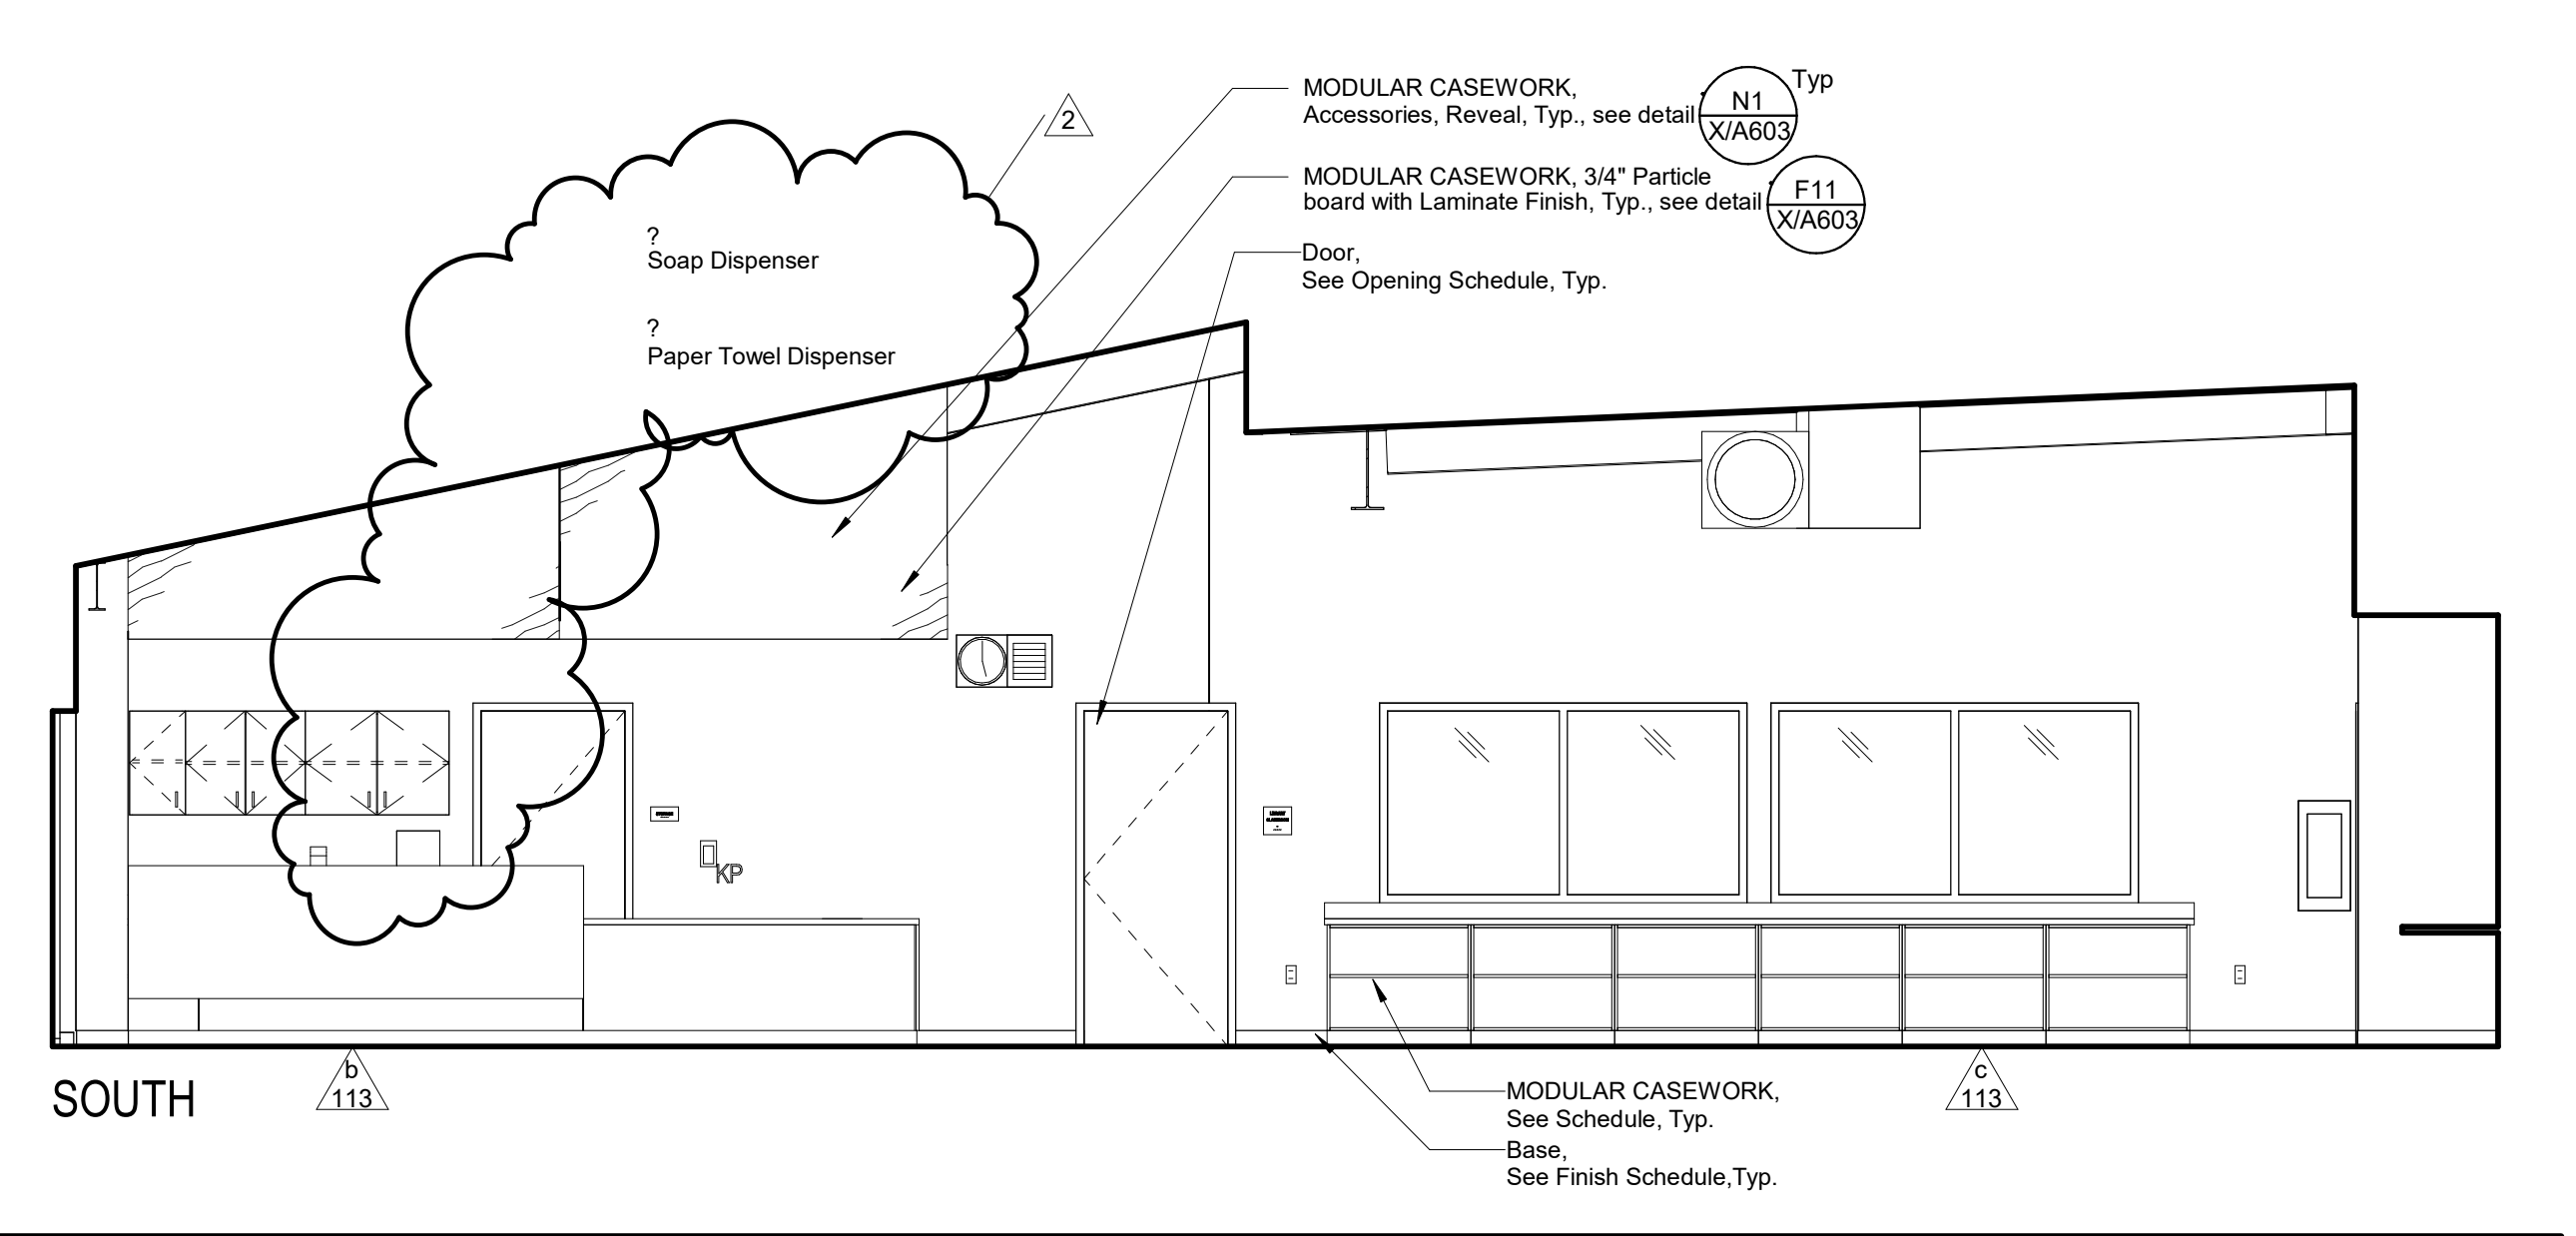 MODULAR CASEWORK,
Accessories, Reveal, Typ., see detail
N1
X/A603
Typ
2
MODULAR CASEWORK, 3/4" Particle
board with Laminate Finish, Typ., see detail
F11
X/A603
?
Soap Dispenser
Door,
See Opening Schedule, Typ.
?
Paper Towel Dispenser
KP
SOUTH
b
113
c
113
MODULAR CASEWORK,
See Schedule, Typ.
Base,
See Finish Schedule,Typ.